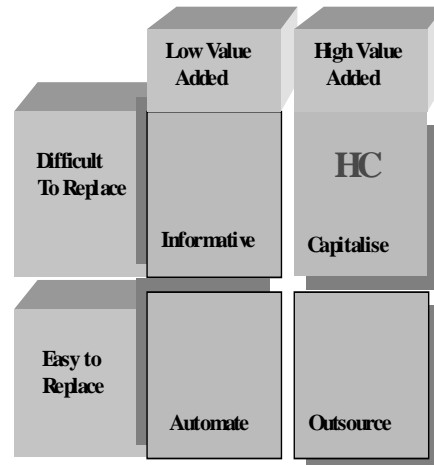 Low Value
Added
High Value
Added
Difficult
To Replace
HC
Informative
Capitalise
Easy to
Replace
Automate
Outsource